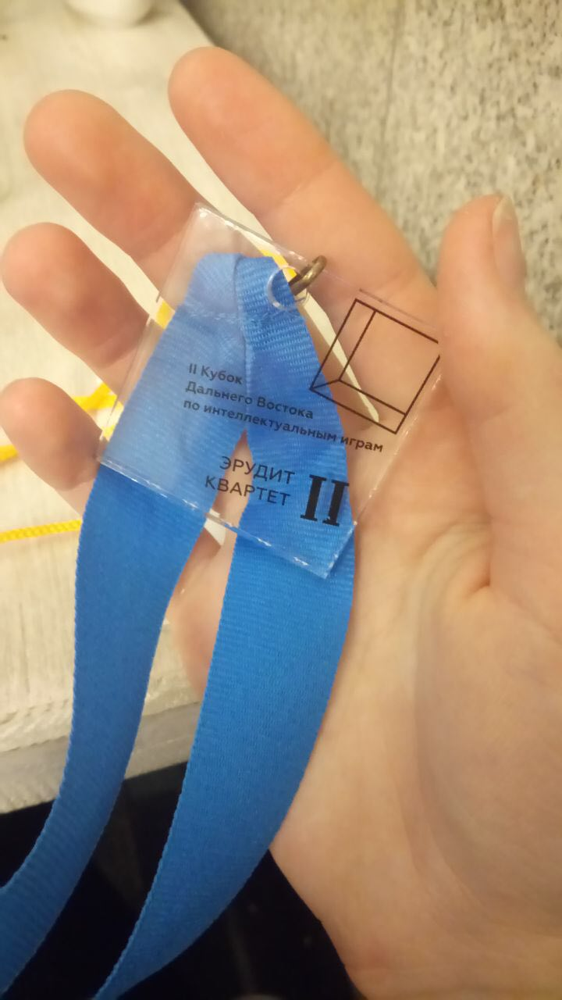 II Кубок
Дальнего Востока
по интеллектуальным играм
ЭРУДИТ
КВАРТЕТ
II